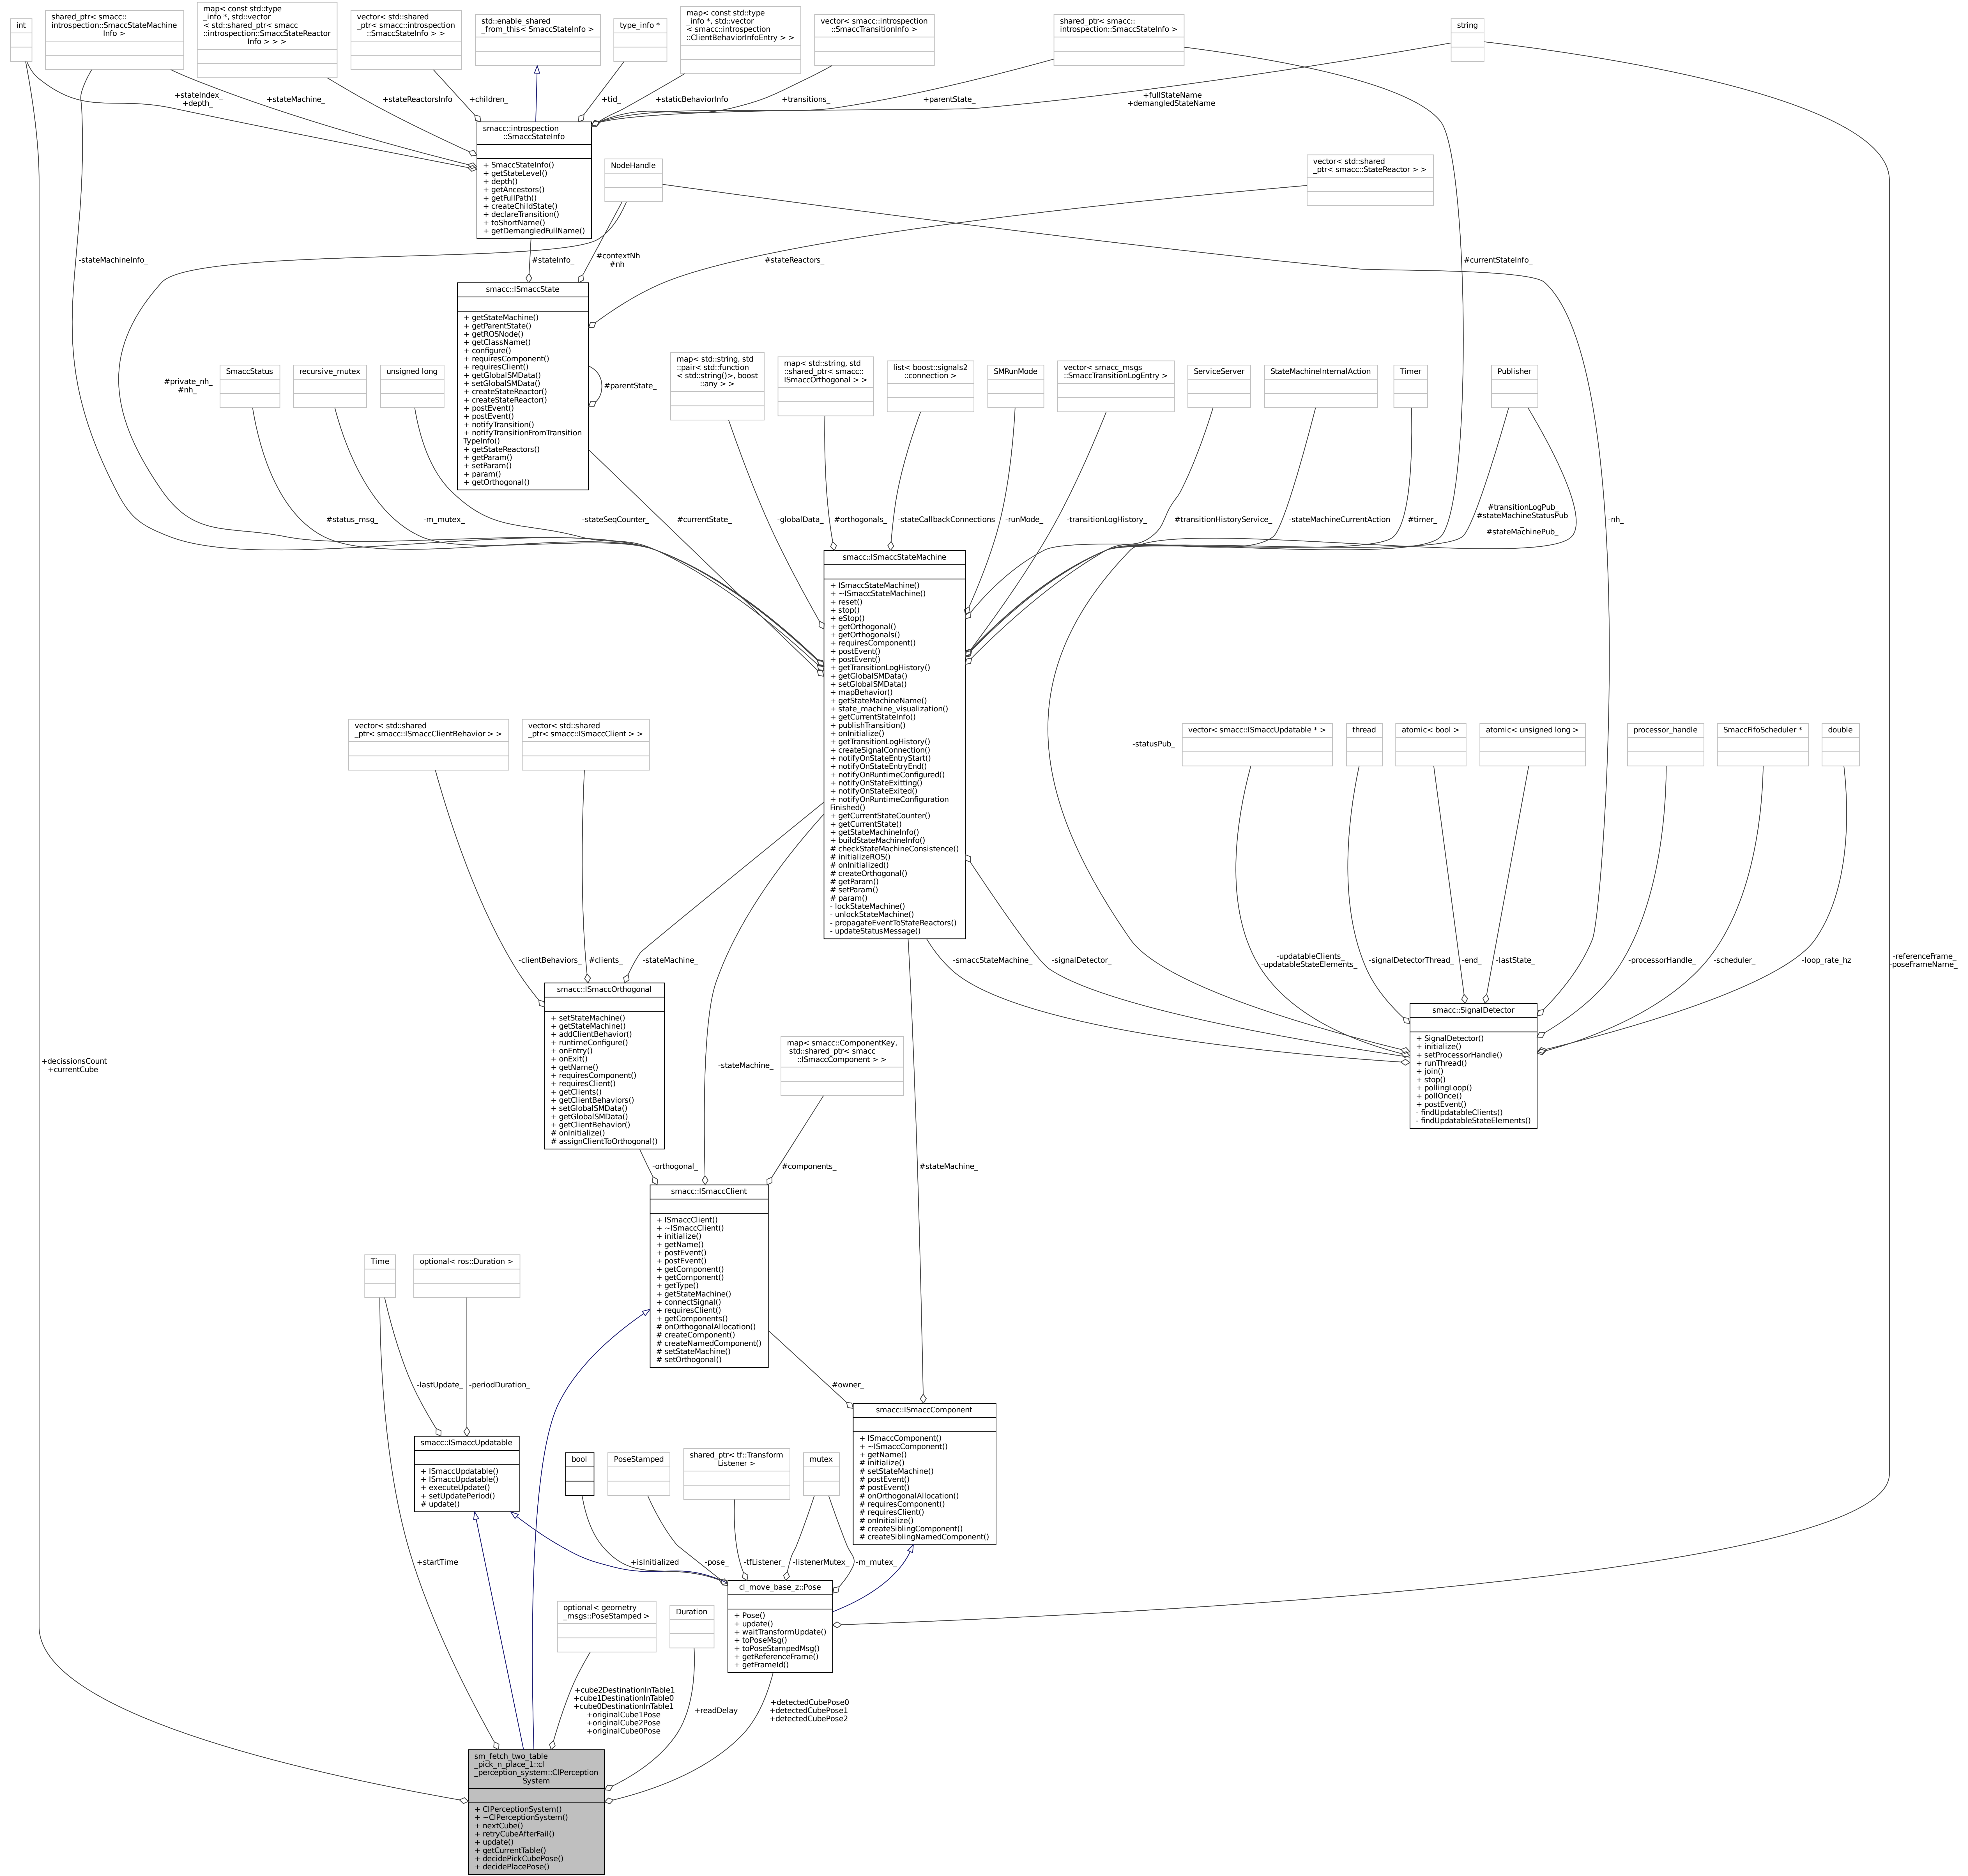 int
shared_ptr< smacc::
introspection::SmaccStateMachine
Info >
map< const std::type
_info *, std::vector
< std::shared_ptr< smacc
::introspection::SmaccStateReactor
Info > > >
vector< std::shared
_ptr< smacc::introspection
::SmaccStateInfo > >
std::enable_shared
_from_this< SmaccStateInfo >
type_info *
map< const std::type
_info *, std::vector
< smacc::introspection
::ClientBehaviorInfoEntry > >
vector< smacc::introspection
::SmaccTransitionInfo >
shared_ptr< smacc::
introspection::SmaccStateInfo >
string
+stateIndex_
+depth_
+stateMachine_
+stateReactorsInfo
+children_
+tid_
+staticBehaviorInfo
+transitions_
+parentState_
+fullStateName
+demangledStateName
smacc::introspection
::SmaccStateInfo
+ SmaccStateInfo()
+ getStateLevel()
+ depth()
+ getAncestors()
+ getFullPath()
+ createChildState()
+ declareTransition()
+ toShortName()
+ getDemangledFullName()
NodeHandle
vector< std::shared
_ptr< smacc::StateReactor > >
-stateMachineInfo_
#stateInfo_
#contextNh
#nh
#stateReactors_
#currentStateInfo_
smacc::ISmaccState
+ getStateMachine()
+ getParentState()
+ getROSNode()
+ getClassName()
+ configure()
+ requiresComponent()
+ requiresClient()
+ getGlobalSMData()
+ setGlobalSMData()
+ createStateReactor()
+ createStateReactor()
+ postEvent()
+ postEvent()
+ notifyTransition()
+ notifyTransitionFromTransition
TypeInfo()
+ getStateReactors()
+ getParam()
+ setParam()
+ param()
+ getOrthogonal()
#parentState_
#private_nh_
#nh_
SmaccStatus
recursive_mutex
unsigned long
map< std::string, std
::pair< std::function
< std::string()>, boost
::any > >
map< std::string, std
::shared_ptr< smacc::
ISmaccOrthogonal > >
list< boost::signals2
::connection >
SMRunMode
vector< smacc_msgs
::SmaccTransitionLogEntry >
ServiceServer
StateMachineInternalAction
Timer
Publisher
#status_msg_
-m_mutex_
-stateSeqCounter_
#currentState_
-globalData_
#orthogonals_
-stateCallbackConnections
-runMode_
-transitionLogHistory_
#transitionHistoryService_
-stateMachineCurrentAction
#timer_
#transitionLogPub_
#stateMachineStatusPub
_
#stateMachinePub_
-nh_
smacc::ISmaccStateMachine
+ ISmaccStateMachine()
+ ~ISmaccStateMachine()
+ reset()
+ stop()
+ eStop()
+ getOrthogonal()
+ getOrthogonals()
+ requiresComponent()
+ postEvent()
+ postEvent()
+ getTransitionLogHistory()
+ getGlobalSMData()
+ setGlobalSMData()
+ mapBehavior()
+ getStateMachineName()
+ state_machine_visualization()
+ getCurrentStateInfo()
+ publishTransition()
+ onInitialize()
+ getTransitionLogHistory()
+ createSignalConnection()
+ notifyOnStateEntryStart()
+ notifyOnStateEntryEnd()
+ notifyOnRuntimeConfigured()
+ notifyOnStateExitting()
+ notifyOnStateExited()
+ notifyOnRuntimeConfiguration
Finished()
+ getCurrentStateCounter()
+ getCurrentState()
+ getStateMachineInfo()
+ buildStateMachineInfo()
# checkStateMachineConsistence()
# initializeROS()
# onInitialized()
# createOrthogonal()
# getParam()
# setParam()
# param()
- lockStateMachine()
- unlockStateMachine()
- propagateEventToStateReactors()
- updateStatusMessage()
vector< std::shared
_ptr< smacc::ISmaccClientBehavior > >
vector< std::shared
_ptr< smacc::ISmaccClient > >
-statusPub_
vector< smacc::ISmaccUpdatable * >
thread
atomic< bool >
atomic< unsigned long >
processor_handle
SmaccFifoScheduler *
double
-clientBehaviors_
#clients_
-stateMachine_
-smaccStateMachine_
-signalDetector_
-updatableClients_
-updatableStateElements_
-signalDetectorThread_
-end_
-lastState_
-processorHandle_
-scheduler_
-loop_rate_hz
-referenceFrame_
-poseFrameName_
smacc::ISmaccOrthogonal
+ setStateMachine()
+ getStateMachine()
+ addClientBehavior()
+ runtimeConfigure()
+ onEntry()
+ onExit()
+ getName()
+ requiresComponent()
+ requiresClient()
+ getClients()
+ getClientBehaviors()
+ setGlobalSMData()
+ getGlobalSMData()
+ getClientBehavior()
# onInitialize()
# assignClientToOrthogonal()
smacc::SignalDetector
+ SignalDetector()
+ initialize()
+ setProcessorHandle()
+ runThread()
+ join()
+ stop()
+ pollingLoop()
+ pollOnce()
+ postEvent()
- findUpdatableClients()
- findUpdatableStateElements()
+decissionsCount
+currentCube
-stateMachine_
map< smacc::ComponentKey,
std::shared_ptr< smacc
::ISmaccComponent > >
-orthogonal_
#components_
#stateMachine_
smacc::ISmaccClient
+ ISmaccClient()
+ ~ISmaccClient()
+ initialize()
+ getName()
+ postEvent()
+ postEvent()
+ getComponent()
+ getComponent()
+ getType()
+ getStateMachine()
+ connectSignal()
+ requiresClient()
+ getComponents()
# onOrthogonalAllocation()
# createComponent()
# createNamedComponent()
# setStateMachine()
# setOrthogonal()
Time
optional< ros::Duration >
-lastUpdate_
-periodDuration_
#owner_
smacc::ISmaccUpdatable
+ ISmaccUpdatable()
+ ISmaccUpdatable()
+ executeUpdate()
+ setUpdatePeriod()
# update()
smacc::ISmaccComponent
+ ISmaccComponent()
+ ~ISmaccComponent()
+ getName()
# initialize()
# setStateMachine()
# postEvent()
# postEvent()
# onOrthogonalAllocation()
# requiresComponent()
# requiresClient()
# onInitialize()
# createSiblingComponent()
# createSiblingNamedComponent()
bool
PoseStamped
shared_ptr< tf::Transform
Listener >
mutex
+startTime
+isInitialized
-pose_
-tfListener_
-listenerMutex_
-m_mutex_
cl_move_base_z::Pose
+ Pose()
+ update()
+ waitTransformUpdate()
+ toPoseMsg()
+ toPoseStampedMsg()
+ getReferenceFrame()
+ getFrameId()
optional< geometry
_msgs::PoseStamped >
Duration
+cube2DestinationInTable1
+cube1DestinationInTable0
+cube0DestinationInTable1
+originalCube1Pose
+originalCube2Pose
+originalCube0Pose
+readDelay
+detectedCubePose0
+detectedCubePose1
+detectedCubePose2
sm_fetch_two_table
_pick_n_place_1::cl
_perception_system::ClPerception
System
+ ClPerceptionSystem()
+ ~ClPerceptionSystem()
+ nextCube()
+ retryCubeAfterFail()
+ update()
+ getCurrentTable()
+ decidePickCubePose()
+ decidePlacePose()